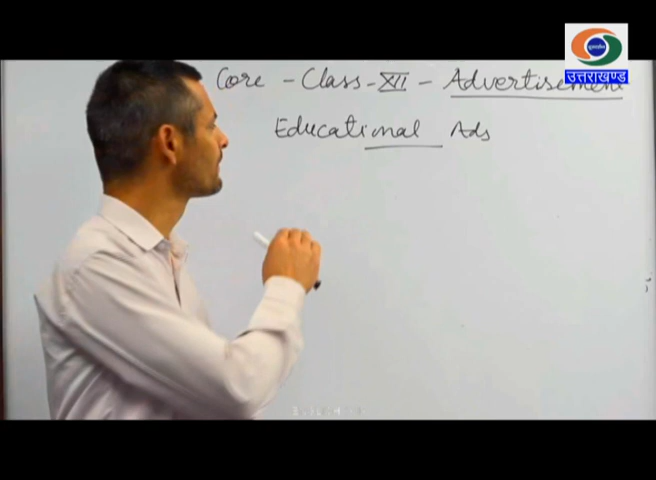 उत्तराखण्ड
Core - Class - XII - Advertisement
Educational Ads